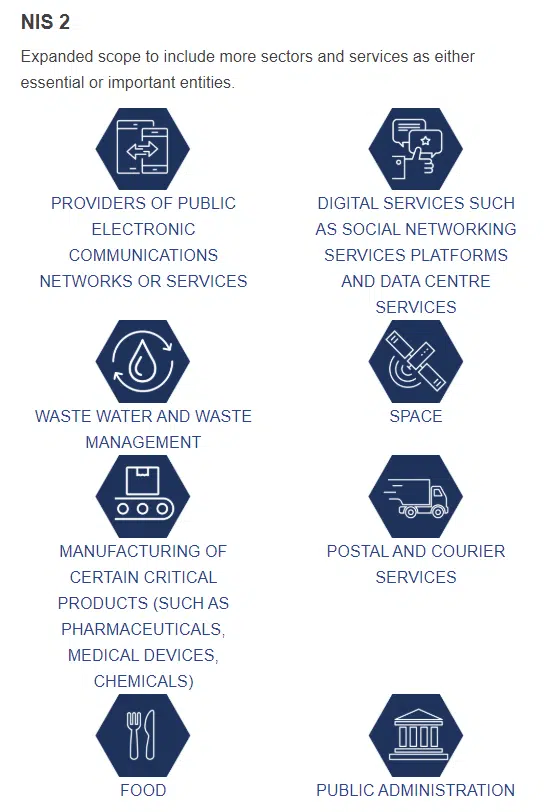 NIS 2
Expanded scope to include more sectors and services as either
essential or important entities.
PROVIDERS OF PUBLIC
ELECTRONIC
COMMUNICATIONS
NETWORKS OR SERVICES
DIGITAL SERVICES SUCH
AS SOCIAL NETWORKING
SERVICES PLATFORMS
AND DATA CENTRE
SERVICES
WASTE WATER AND WASTE
MANAGEMENT
SPACE
MANUFACTURING OF
CERTAIN CRITICAL
PRODUCTS (SUCH AS
PHARMACEUTICALS,
MEDICAL DEVICES,
CHEMICALS)
POSTAL AND COURIER
SERVICES
FOOD
PUBLIC ADMINISTRATION